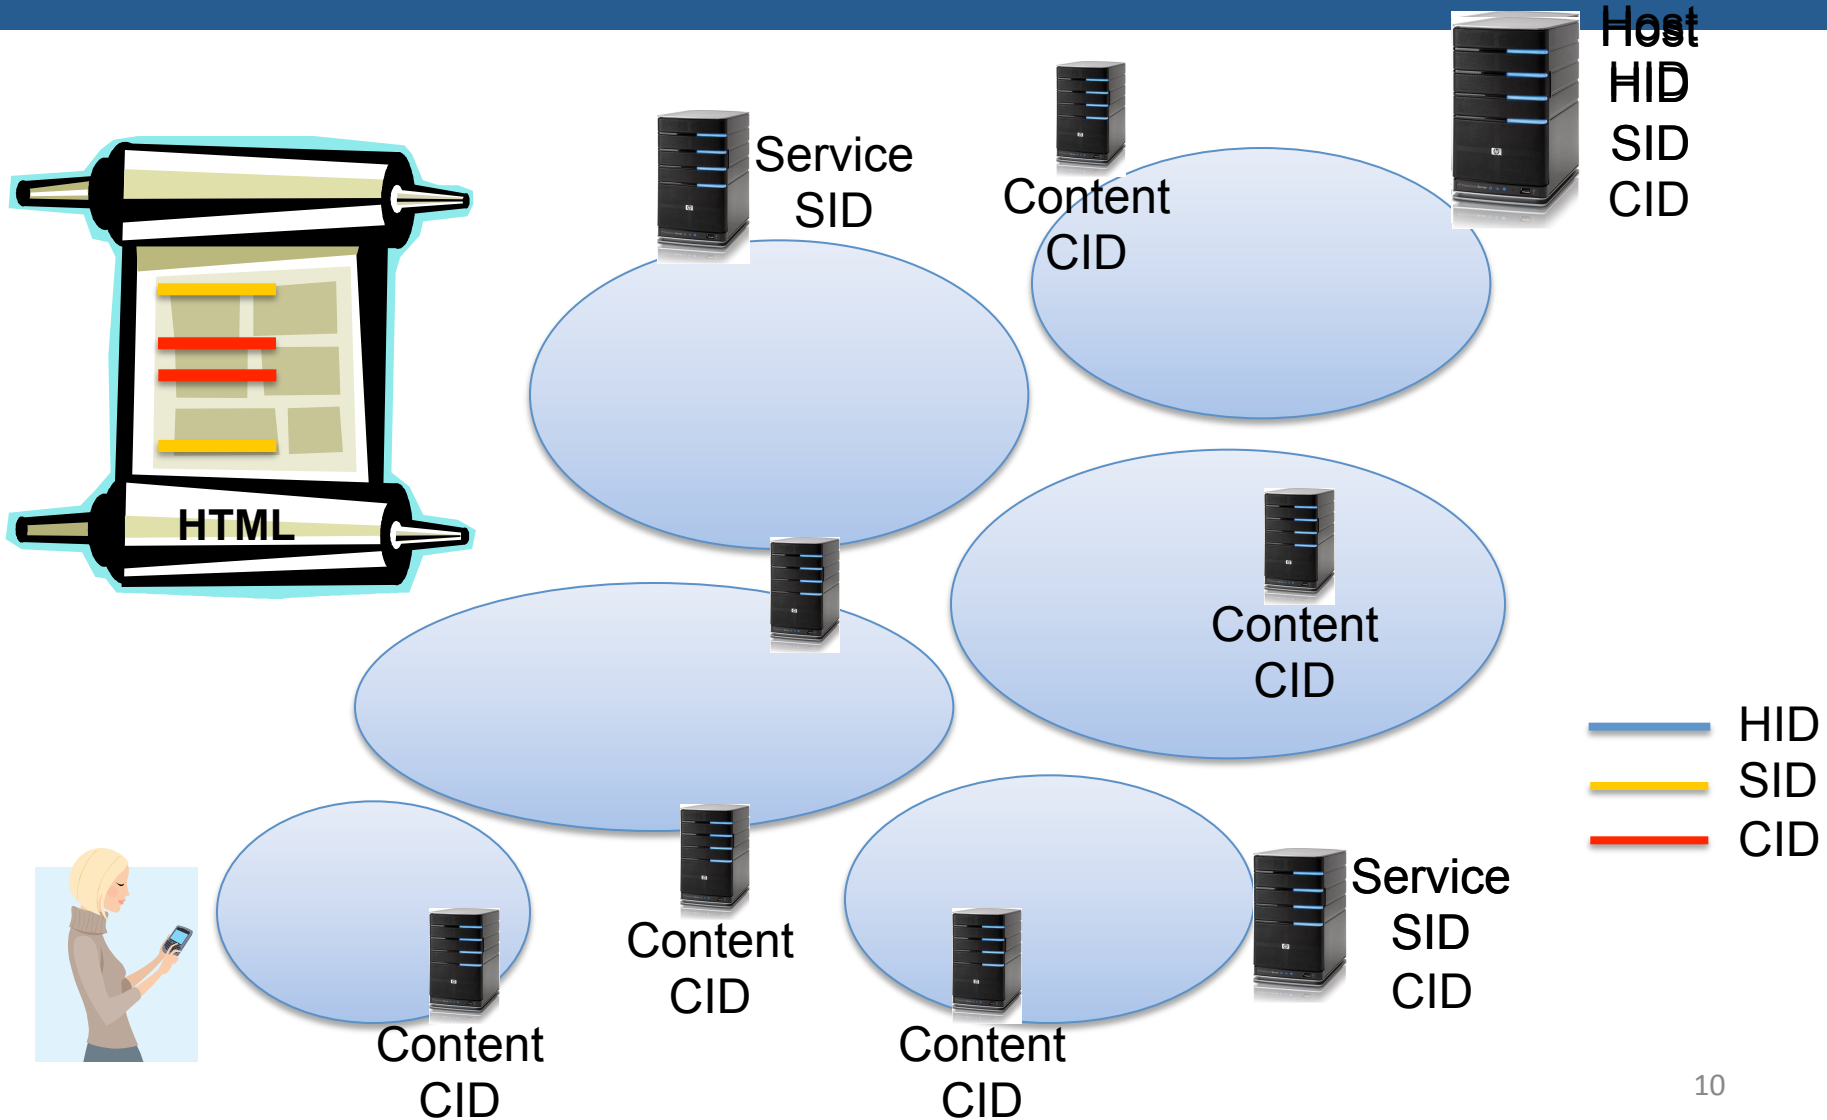 Host
HID
SID
CID
Service
SID
Content
CID
HTML
Content
CID
HID
SID
CID
Service
SID
CID
Content
CID
Content
CID
Content
CID
10